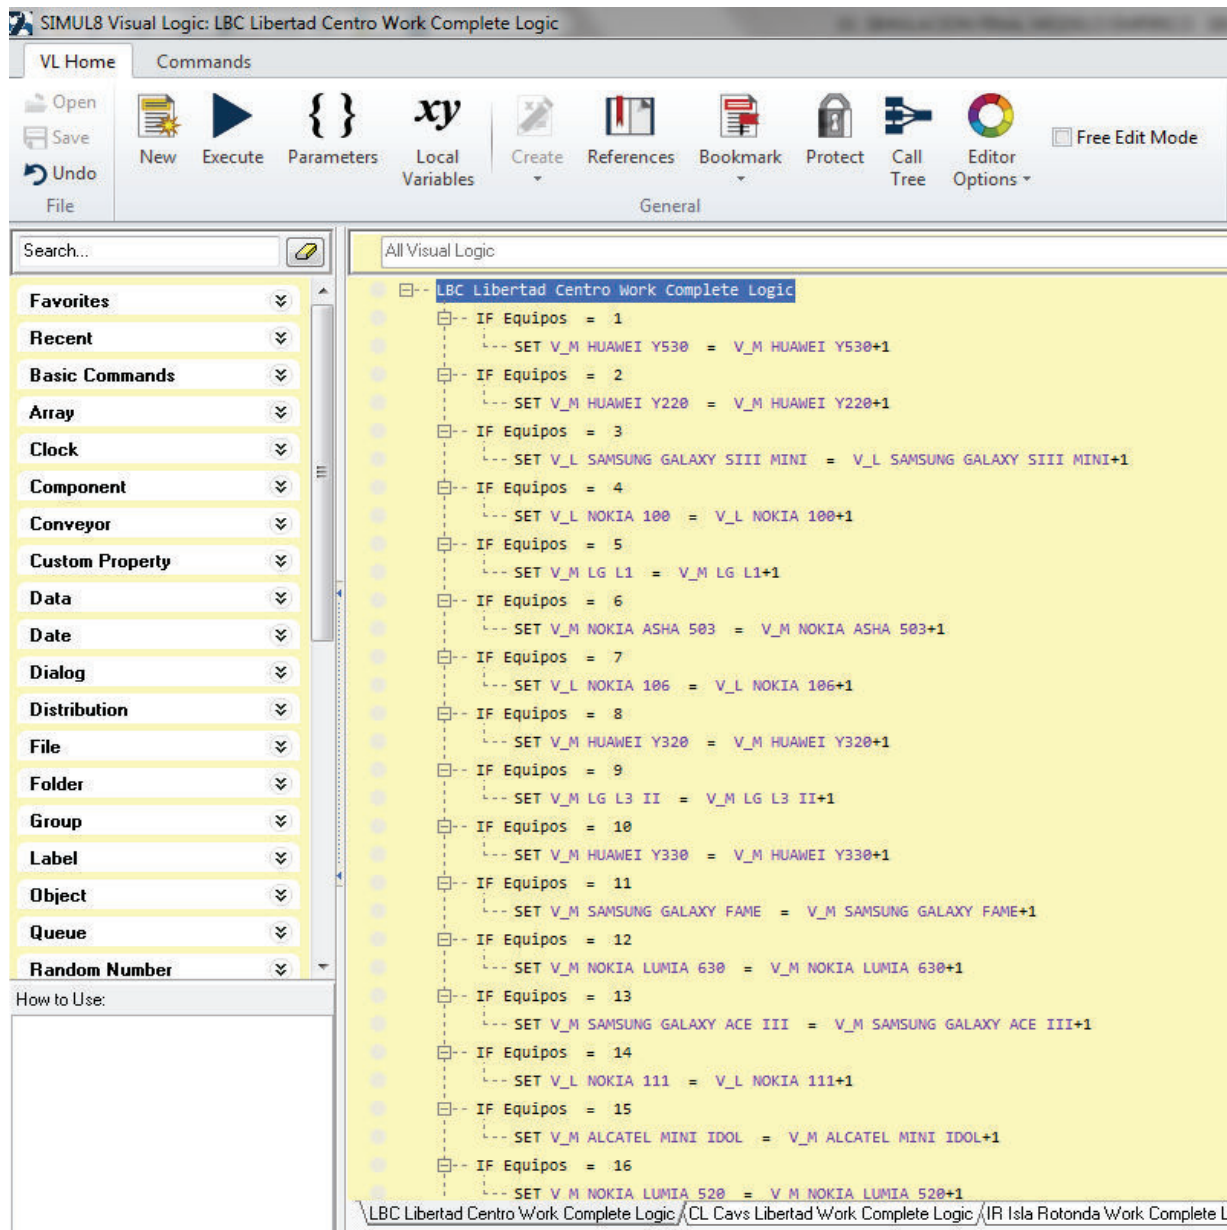 SIMUL8 Visual Logic: LBC Libertad Centro Work Complete Logic
VL Home Commands
Open
Save
Undo
File
New
Execute
{ }
Parameters
xy
Local Variables
Create
References
Bookmark
Protect
Call Tree
Editor Options
Free Edit Mode
General
Search...
Favorites
Recent
Basic Commands
Array
Clock
Component
Conveyor
Custom Property
Data
Date
Dialog
Distribution
File
Folder
Group
Label
Object
Queue
Random Number
How to Use:
All Visual Logic
LBC Libertad Centro Work Complete Logic
IF Equipos = 1
SET V_M HUAWEI Y530 = V_M HUAWEI Y530+1
IF Equipos = 2
SET V_M HUAWEI Y220 = V_M HUAWEI Y220+1
IF Equipos = 3
SET V_L SAMSUNG GALAXY SIII MINI = V_L SAMSUNG GALAXY SIII MINI+1
IF Equipos = 4
SET V_L NOKIA 100 = V_L NOKIA 100+1
IF Equipos = 5
SET V_M LG L1 = V_M LG L1+1
IF Equipos = 6
SET V_M NOKIA ASHA 503 = V_M NOKIA ASHA 503+1
IF Equipos = 7
SET V_L NOKIA 106 = V_L NOKIA 106+1
IF Equipos = 8
SET V_M HUAWEI Y320 = V_M HUAWEI Y320+1
IF Equipos = 9
SET V_M LG L3 II = V_M LG L3 II+1
IF Equipos = 10
SET V_M HUAWEI Y330 = V_M HUAWEI Y330+1
IF Equipos = 11
SET V_M SAMSUNG GALAXY FAME = V_M SAMSUNG GALAXY FAME+1
IF Equipos = 12
SET V_M NOKIA LUMIA 630 = V_M NOKIA LUMIA 630+1
IF Equipos = 13
SET V_M SAMSUNG GALAXY ACE III = V_M SAMSUNG GALAXY ACE III+1
IF Equipos = 14
SET V_L NOKIA 111 = V_L NOKIA 111+1
IF Equipos = 15
SET V_M ALCATEL MINI IDOL = V_M ALCATEL MINI IDOL+1
IF Equipos = 16
SET V_M NOKIA LUMIA 520 = V_M NOKIA LUMIA 520+1
LBC Libertad Centro Work Complete Logic CL Cavs Libertad Work Complete Logic IR Isla Rotonda Work Complete L